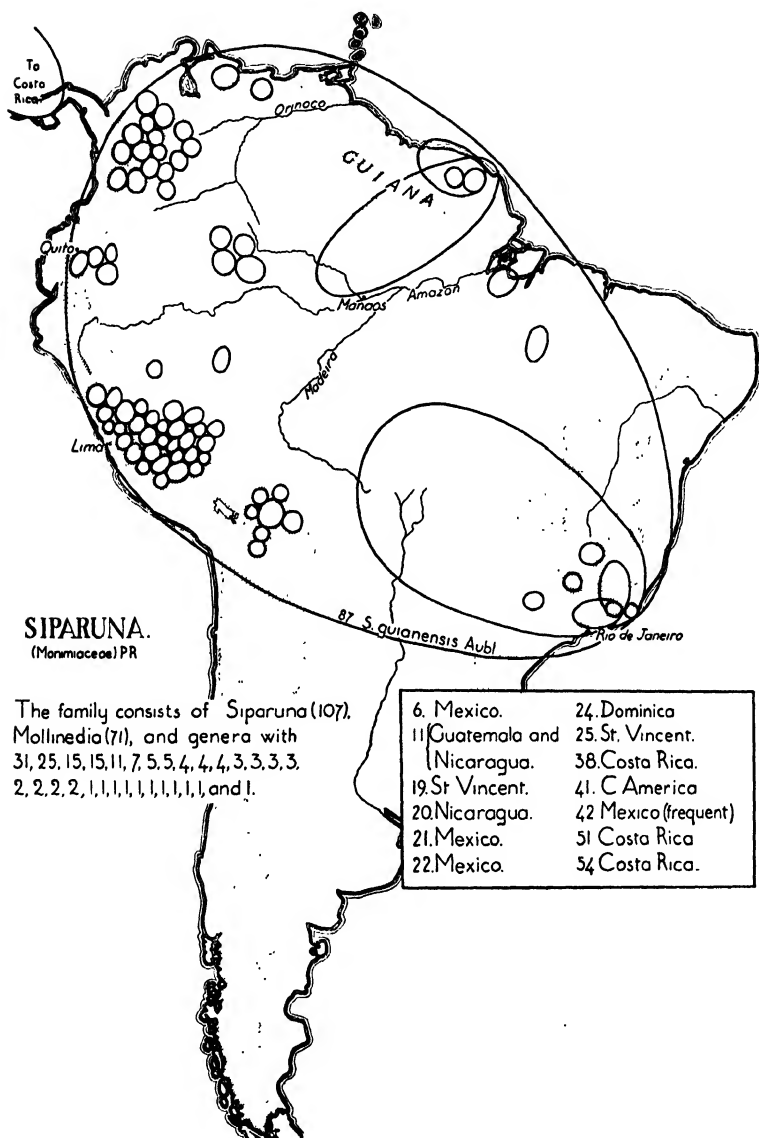 To
Costa
Rica
Orinoco
GUIANA
Quito
Manaos
Amazon
Madeira
Lima
87 S. guianensis Aubl
Rio de Janeiro
SIPARUNA.
(Monimiaceae) PR
The family consists of Siparuna (107),
Mollinedia (71), and genera with
31, 25, 15, 15, 11, 7, 5, 5, 4, 4, 4, 3, 3, 3, 3,
2, 2, 2, 2, 1, 1, 1, 1, 1, 1, 1, 1, 1, 1, and 1.
6. Mexico.
11 Guatemala and
Nicaragua.
19. St Vincent.
20. Nicaragua.
21. Mexico.
22. Mexico.
24. Dominica
25. St. Vincent.
38. Costa Rica.
41. C America
42 Mexico (frequent)
51 Costa Rica
54 Costa Rica.